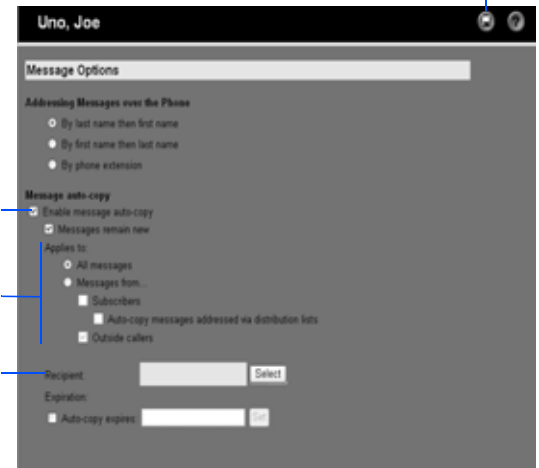 Uno, Joe
?
Message Options
Addressing Messages over the Phone
By last name then first name
By first name then last name
By phone extension
Message auto-copy
Enable message auto-copy
Messages remain new
Applies to:
All messages
Messages from...
Subscribers
Auto-copy messages addressed via distribution lists
Outside callers
Recipient: Select
Expiration:
Auto-copy expires: Set